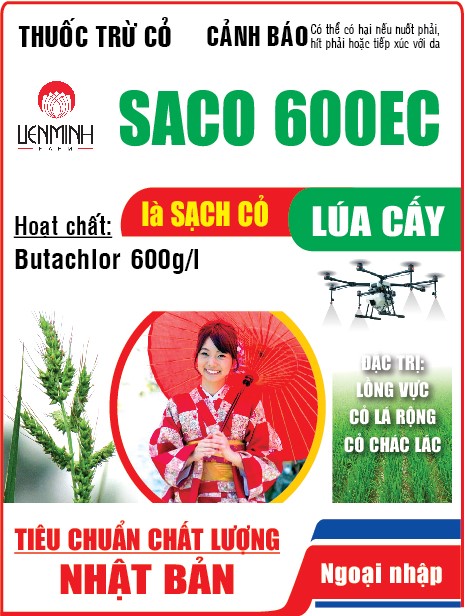 THUỐC TRỪ CỎ
CẢNH BÁO
Có thể có hại nếu nuốt phải,
hít phải hoặc tiếp xúc với da
LIENMINH
FARM
SACO 600EC
là SẠCH CỎ
LÚA CẤY
Hoạt chất:
Butachlor 600g/l
ĐẶC TRỊ:
LỒNG VỰC
CỎ LÁ RỘNG
CỎ CHÁC LÁC
TIÊU CHUẨN CHẤT LƯỢNG
NHẬT BẢN
Ngoại nhập